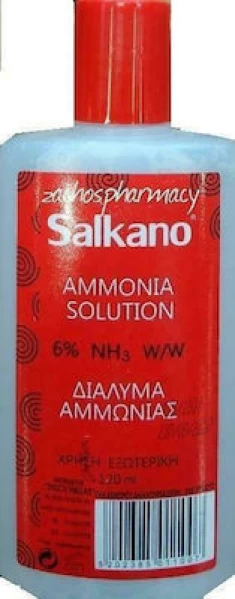 zachospharmacy
Salkano®
AMMONIA
SOLUTION
6% NH₃ W/W
ΔΙΑΛΥΜΑ
ΑΜΜΩΝΙΑΣ
ΧΡΗΣΗ ΕΞΩΤΕΡΙΚΗ
120 ml